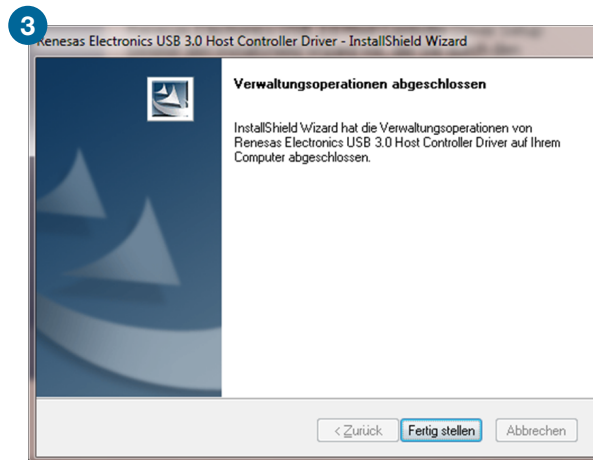 3
Renesas Electronics USB 3.0 Host Controller Driver - InstallShield Wizard
Verwaltungsoperationen abgeschlossen
InstallShield Wizard hat die Verwaltungsoperationen von
Renesas Electronics USB 3.0 Host Controller Driver auf Ihrem
Computer abgeschlossen.
< Zurück
Fertig stellen
Abbrechen